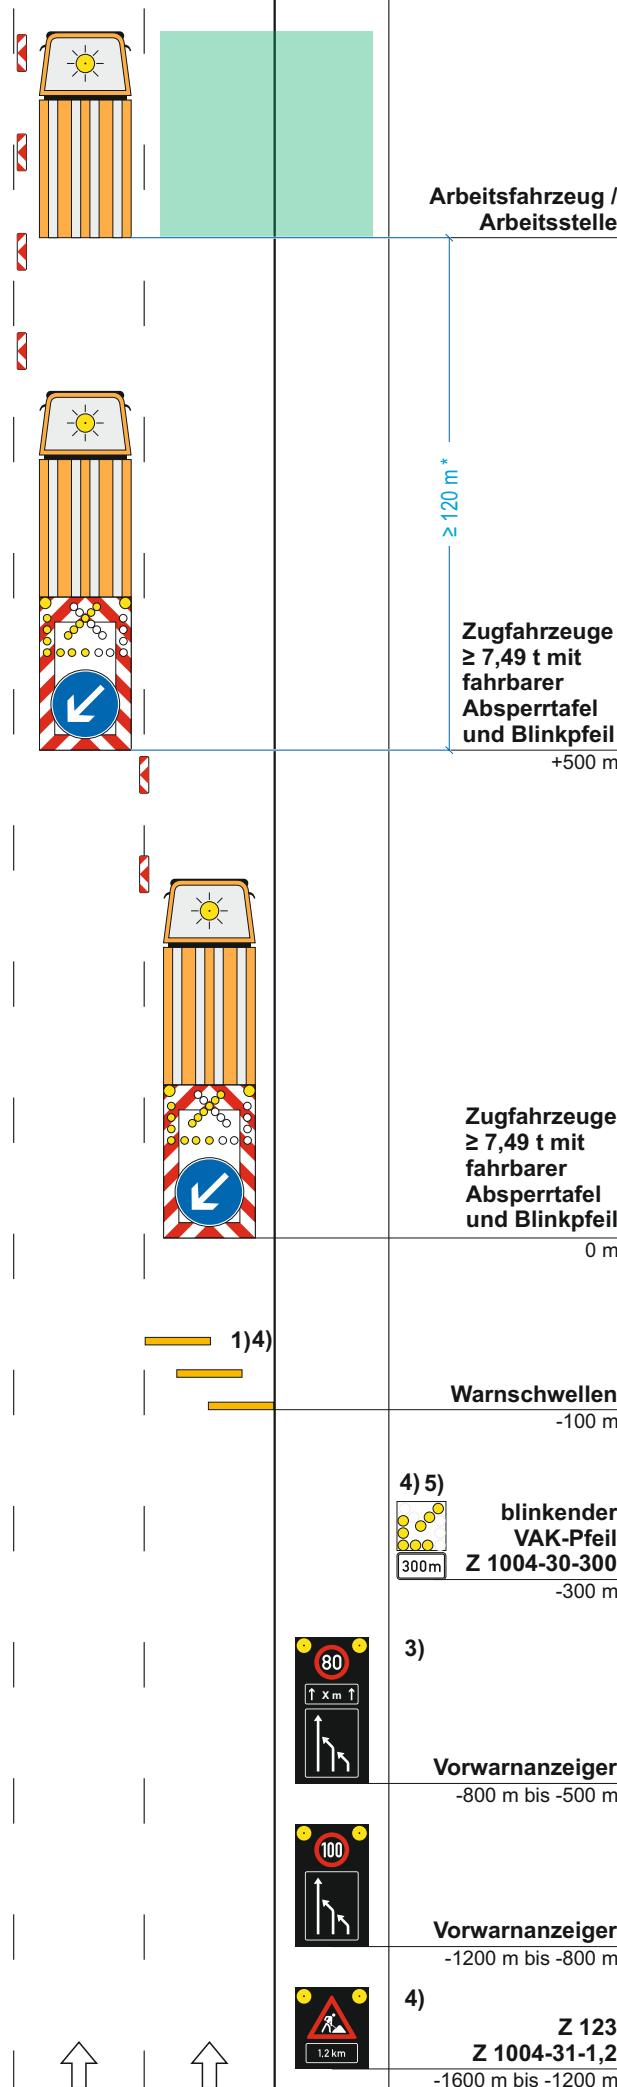 Arbeitsfahrzeug /
Arbeitsstelle
≥ 120 m *
Zugfahrzeuge
≥ 7,49 t mit
fahrbarer
Absperrtafel
und Blinkpfeil
+500 m
Zugfahrzeuge
≥ 7,49 t mit
fahrbarer
Absperrtafel
und Blinkpfeil
0 m
1) 4)
Warnschwellen
-100 m
4) 5)
blinkender
VAK-Pfeil
300 m
Z 1004-30-300
-300 m
3)
80
X m
Vorwarnanzeiger
-800 m bis -500 m
100
Vorwarnanzeiger
-1200 m bis -800 m
4)
Z 123
1,2 km
Z 1004-31-1,2
-1600 m bis -1200 m